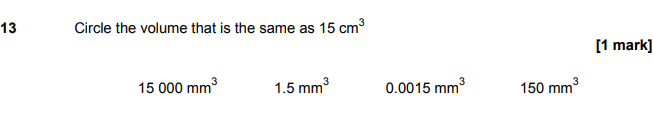 13 Circle the volume that is the same as 15 cm³
[1 mark]
15 000 mm³ 1.5 mm³ 0.0015 mm³ 150 mm³